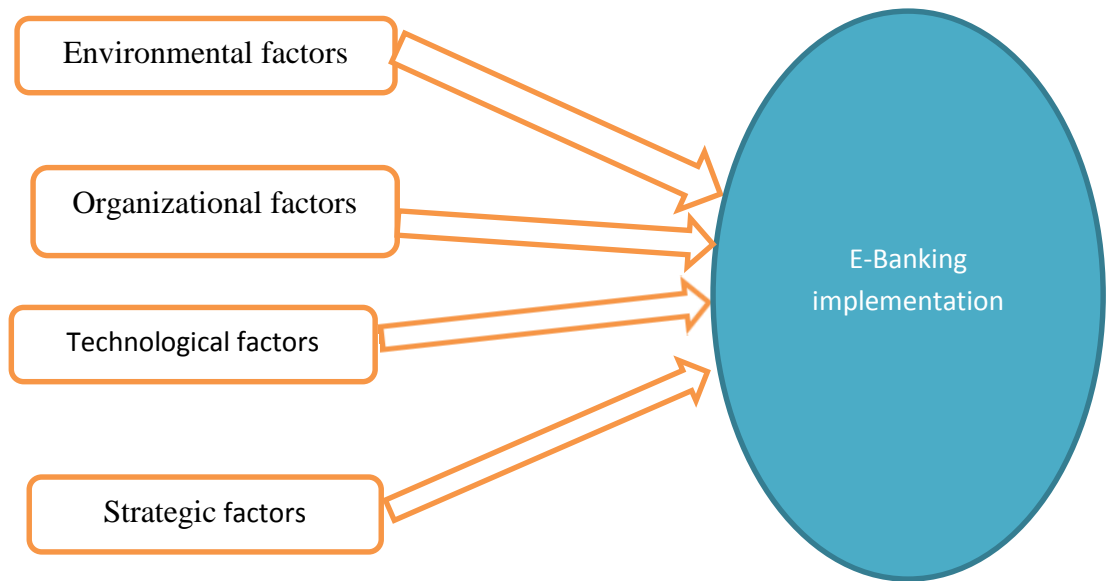 Environmental factors
Organizational factors
Technological factors
Strategic factors
E-Banking
implementation